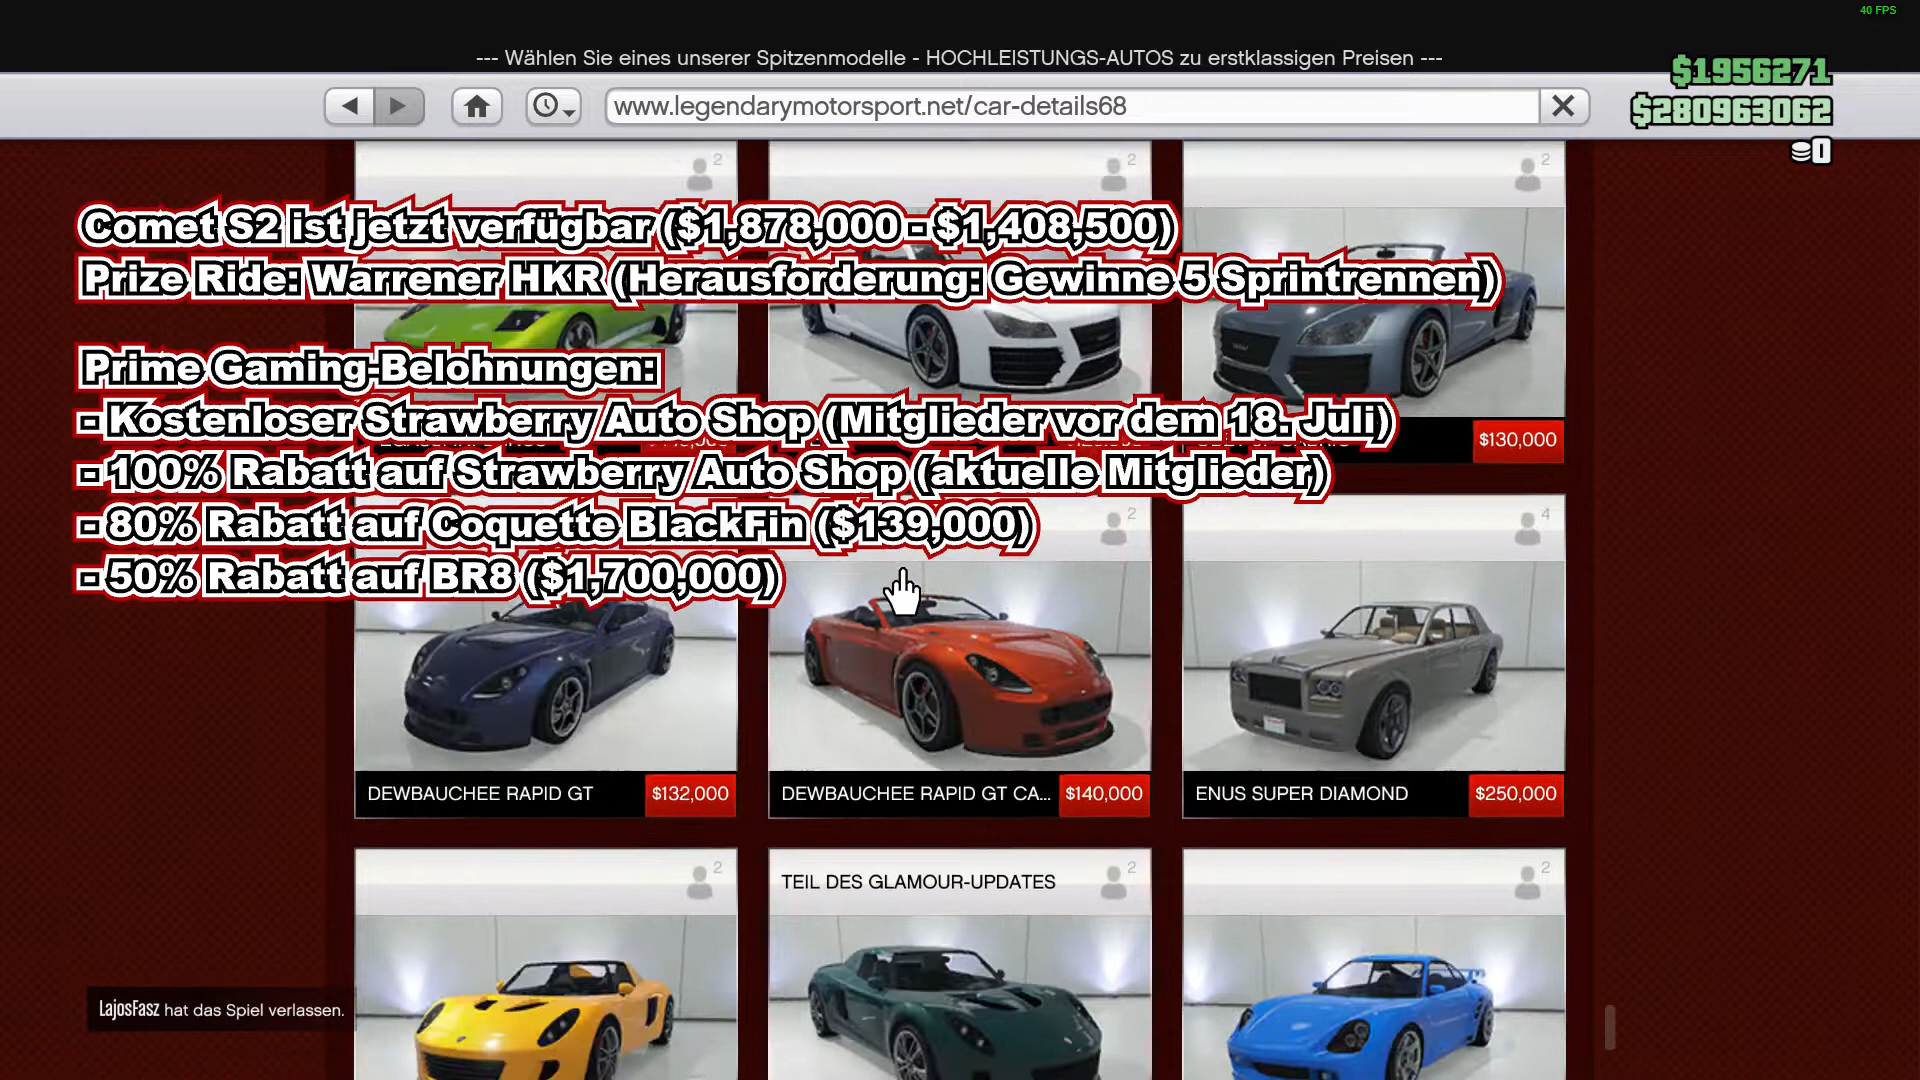 40 FPS
--- Wählen Sie eines unserer Spitzenmodelle - HOCHLEISTUNGS-AUTOS zu erstklassigen Preisen ---
$1956271
www.legendarymotorsport.net/car-details68
$280963062
0
2
2
2
Comet S2 ist jetzt verfügbar ($1,878,000 - $1,408,500)
Prize Ride: Warrener HKR (Herausforderung: Gewinne 5 Sprintrennen)
Prime Gaming-Belohnungen:
- Kostenloser Strawberry Auto Shop (Mitglieder vor dem 18. Juli)
$130,000
- 100% Rabatt auf Strawberry Auto Shop (aktuelle Mitglieder)
- 80% Rabatt auf Coquette BlackFin ($139,000)
2
4
- 50% Rabatt auf BR8 ($1,700,000)
DEWBAUCHEE RAPID GT $132,000
DEWBAUCHEE RAPID GT CA... $140,000
ENUS SUPER DIAMOND $250,000
2
TEIL DES GLAMOUR-UPDATES 2
2
LajosFasz hat das Spiel verlassen.